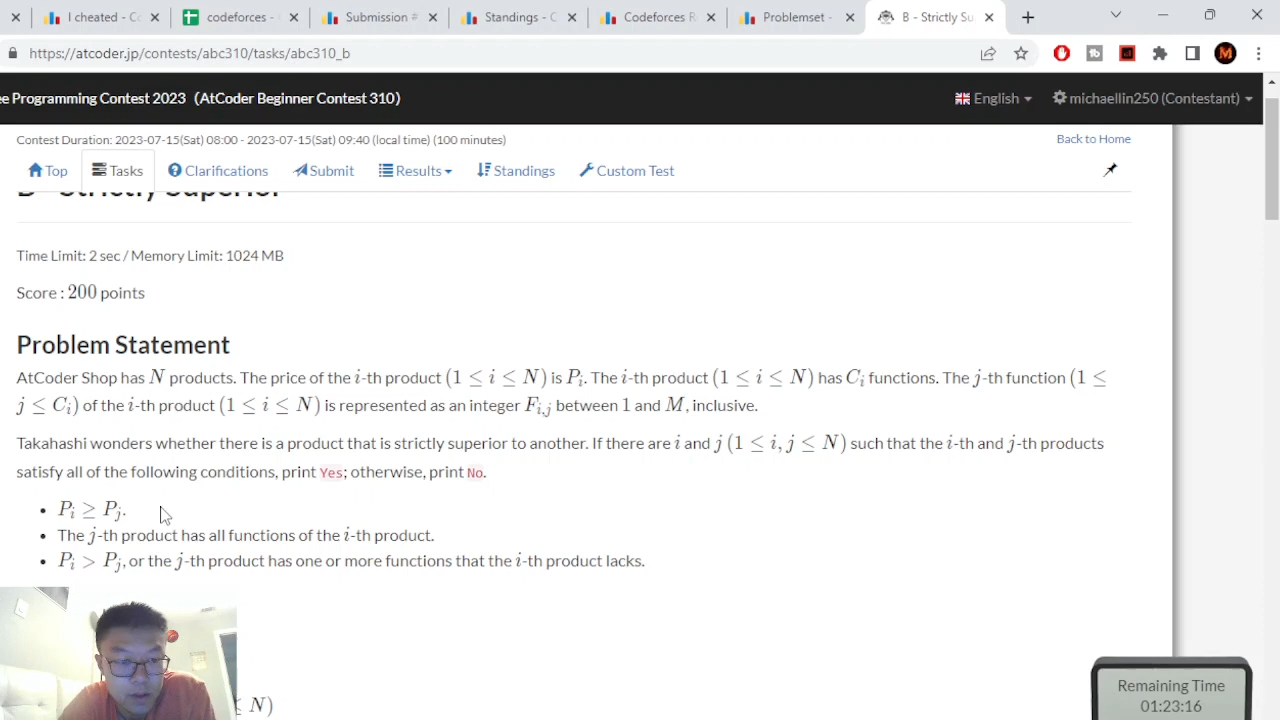 I cheated - Co
codeforces -
Submission #
Standings - C
Codeforces R
Problemset -
B - Strictly Su
https://atcoder.jp/contests/abc310/tasks/abc310_b
e Programming Contest 2023 (AtCoder Beginner Contest 310)
English
michaellin250 (Contestant)
Contest Duration: 2023-07-15(Sat) 08:00 - 2023-07-15(Sat) 09:40 (local time) (100 minutes)
Back to Home
Top
Tasks
Clarifications
Submit
Results
Standings
Custom Test
B - Strictly Superior
Time Limit: 2 sec / Memory Limit: 1024 MB
Score : 200 points
Problem Statement
AtCoder Shop has N products. The price of the i-th product (1 ≤ i ≤ N) is P_i. The i-th product (1 ≤ i ≤ N) has C_i functions. The j-th function (1 ≤
j ≤ C_i) of the i-th product (1 ≤ i ≤ N) is represented as an integer F_{i,j} between 1 and M, inclusive.
Takahashi wonders whether there is a product that is strictly superior to another. If there are i and j (1 ≤ i, j ≤ N) such that the i-th and j-th products
satisfy all of the following conditions, print Yes; otherwise, print No.
• P_i ≥ P_j.
• The j-th product has all functions of the i-th product.
• P_i > P_j, or the j-th product has one or more functions that the i-th product lacks.
≤ N)
Remaining Time
01:23:16